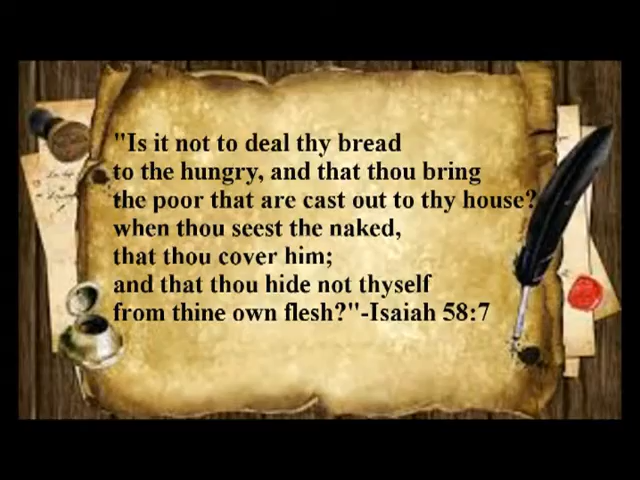 "Is it not to deal thy bread
to the hungry, and that thou bring
the poor that are cast out to thy house?
when thou seest the naked,
that thou cover him;
and that thou hide not thyself
from thine own flesh?"-Isaiah 58:7